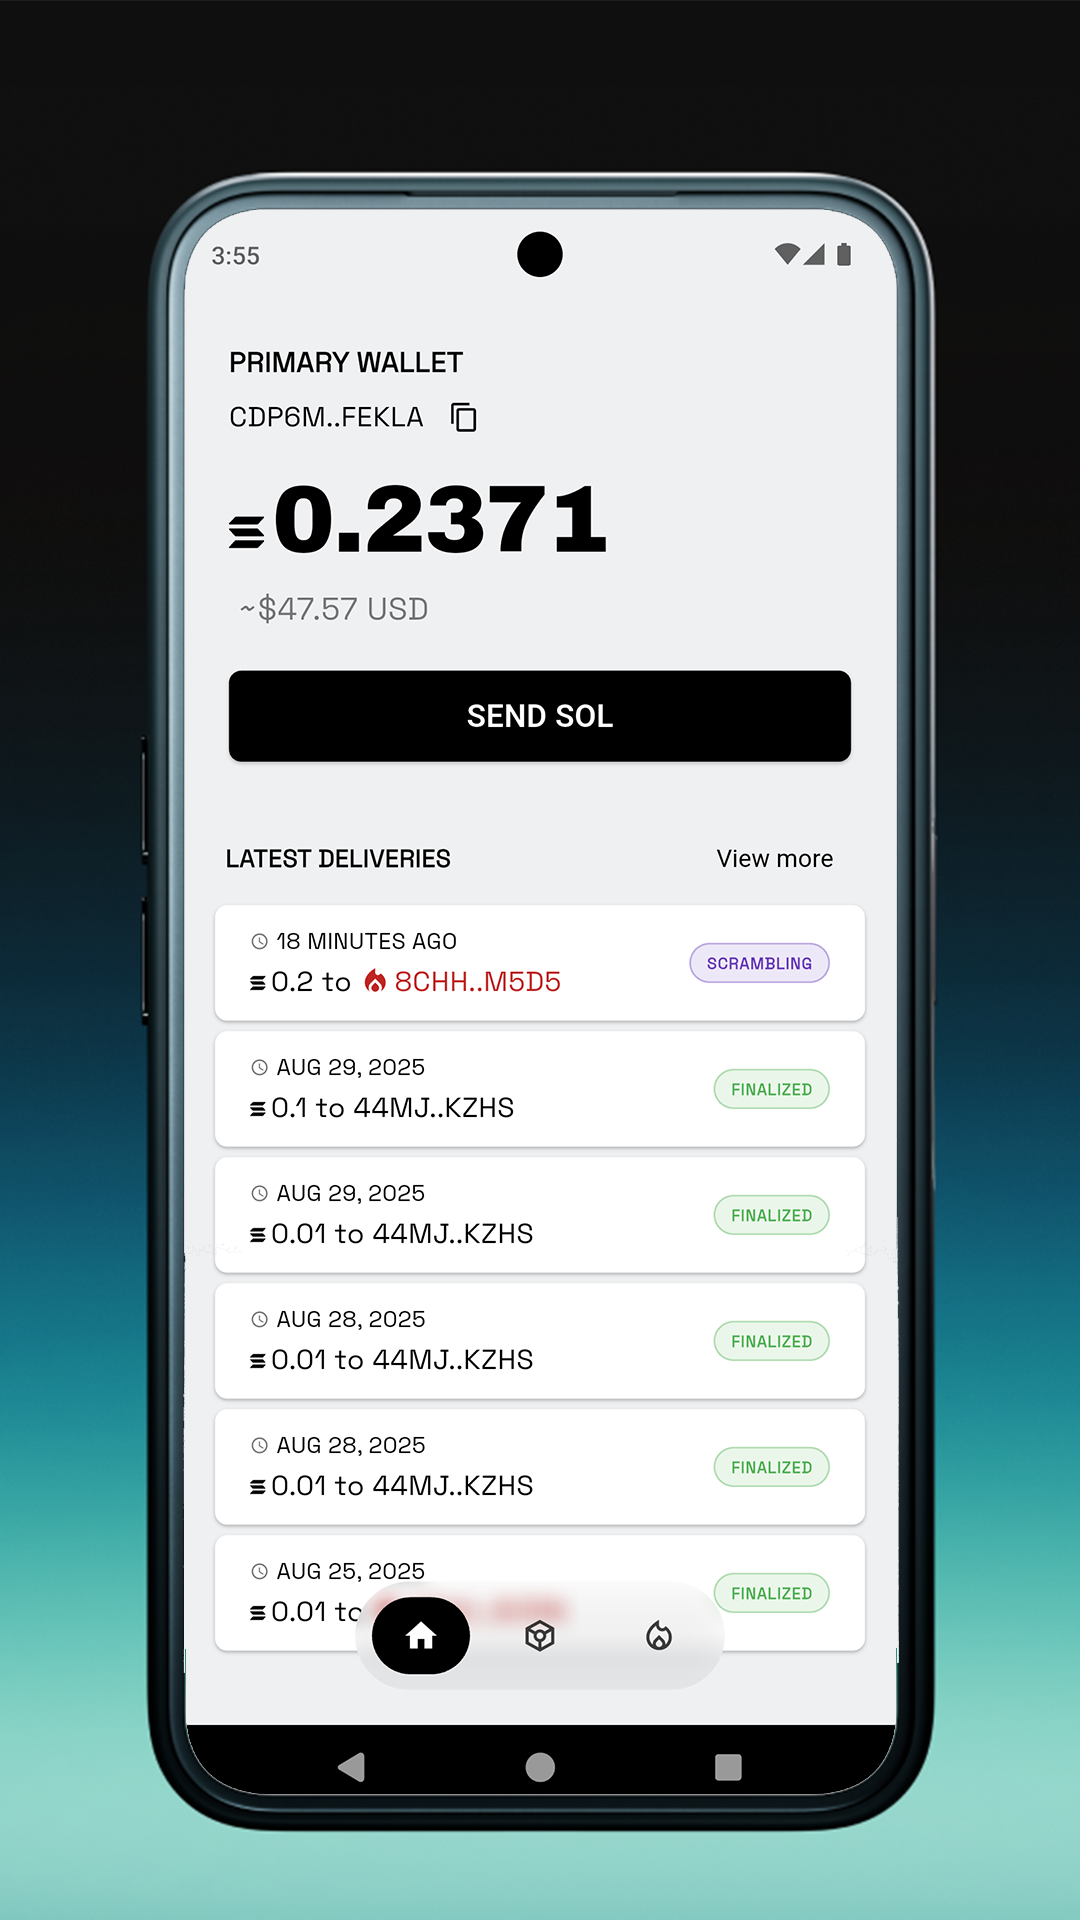 3:55
PRIMARY WALLET
CDP6M..FEKLA
0.2371
~$47.57 USD
SEND SOL
LATEST DELIVERIES View more
18 MINUTES AGO
0.2 to 8CHH..M5D5
SCRAMBLING
AUG 29, 2025
0.1 to 44MJ..KZHS
FINALIZED
AUG 29, 2025
0.01 to 44MJ..KZHS
FINALIZED
AUG 28, 2025
0.01 to 44MJ..KZHS
FINALIZED
AUG 28, 2025
0.01 to 44MJ..KZHS
FINALIZED
AUG 25, 2025
0.01 to
FINALIZED